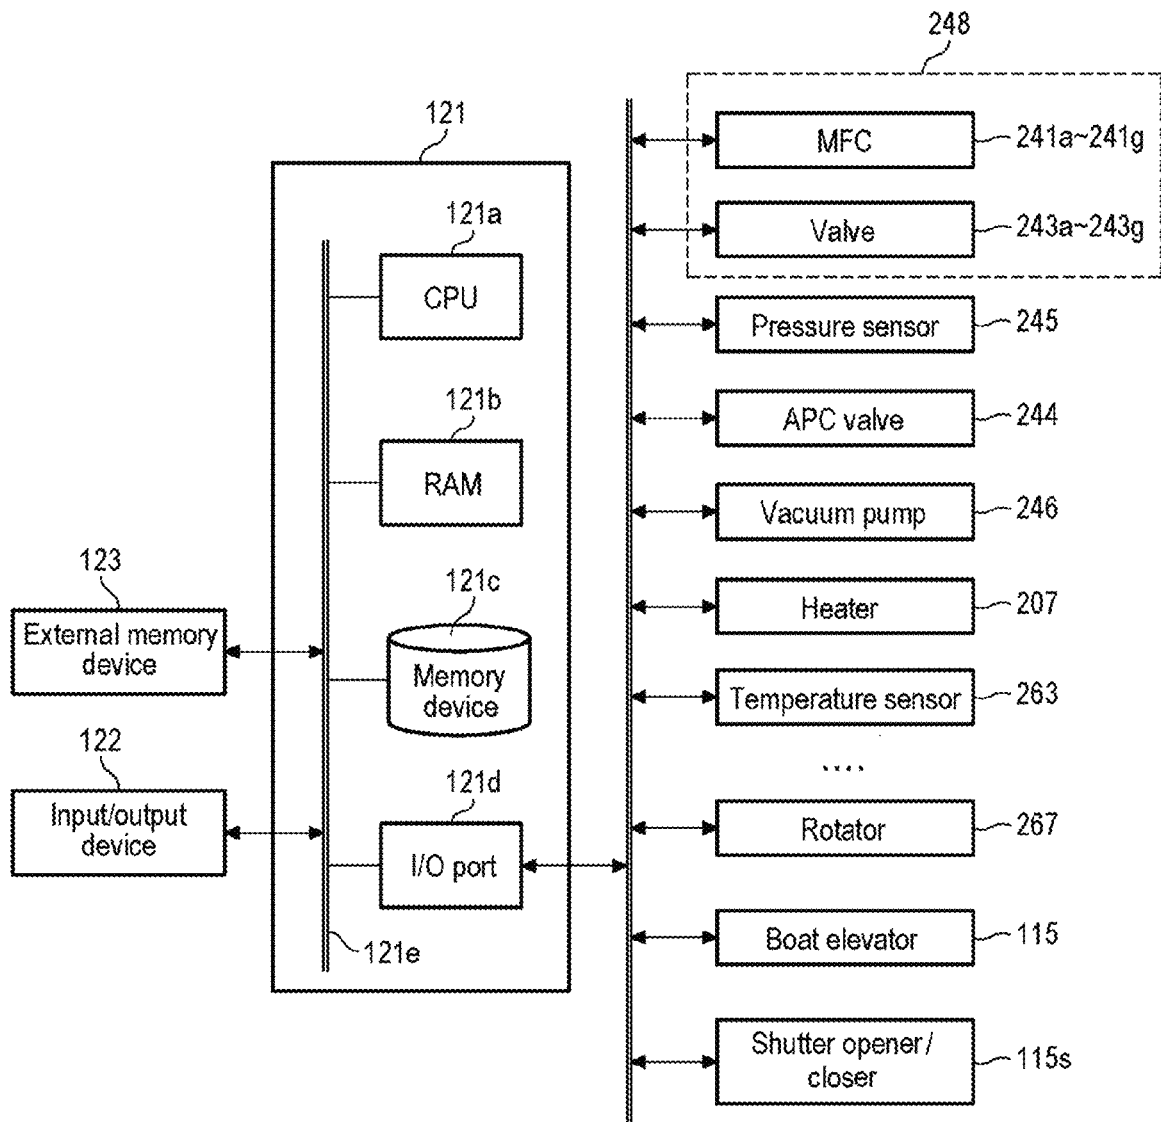 248
121
MFC
241a~241g
121a
Valve
243a~243g
CPU
Pressure sensor
245
121b
APC valve
244
RAM
Vacuum pump
246
123
121c
External memory
device
Heater
207
Memory
device
Temperature sensor
263
122
121d
....
Input/output
device
Rotator
267
I/O port
121e
Boat elevator
115
Shutter opener/
closer
115s